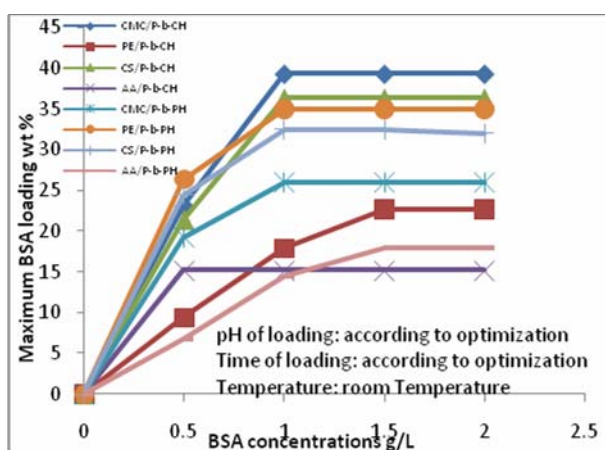 45
40
35
30
25
20
15
10
5
0
Maximum BSA loading wt %
CMC/P-b-CH
PE/P-b-CH
CS/P-b-CH
AA/P-b-CH
CMC/P-b-PH
PE/P-b-PH
CS/P-b-PH
AA/P-b-PH
pH of loading: according to optimization
Time of loading: according to optimization
Temperature: room Temperature
0 0.5 1 1.5 2 2.5
BSA concentrations g/L